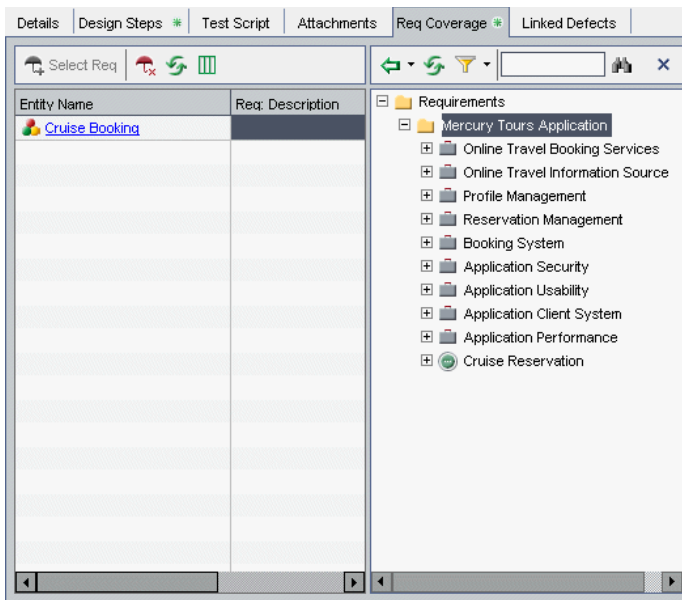 Details Design Steps * Test Script Attachments Req Coverage * Linked Defects
Select Req
Entity Name Req: Description
Cruise Booking
Requirements
Mercury Tours Application
Online Travel Booking Services
Online Travel Information Source
Profile Management
Reservation Management
Booking System
Application Security
Application Usability
Application Client System
Application Performance
Cruise Reservation